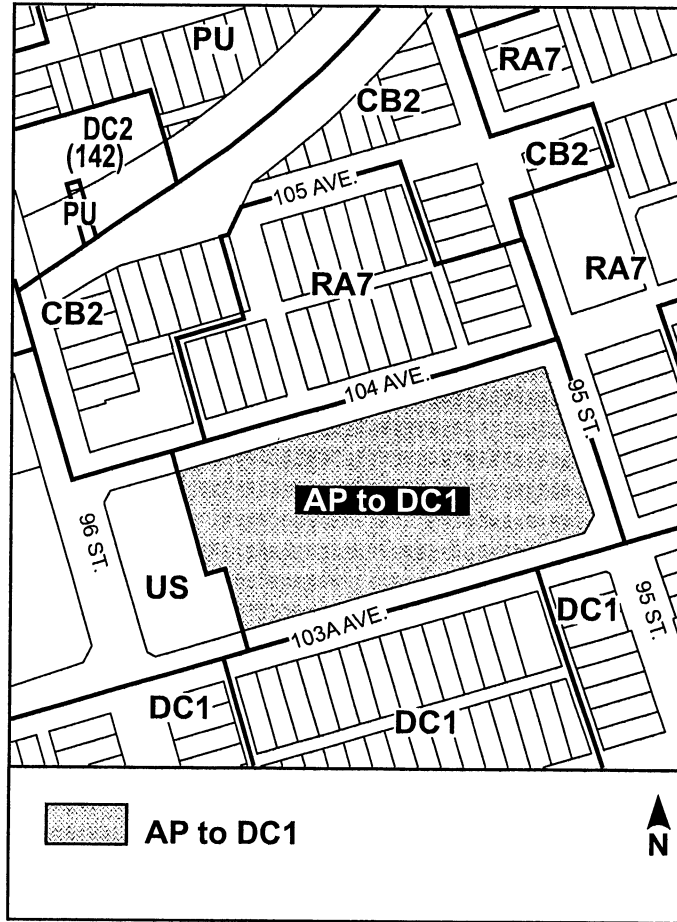 PU
RA7
CB2
DC2
(142)
CB2
PU
105 AVE.
RA7
RA7
CB2
104 AVE.
95 ST.
AP to DC1
96 ST.
US
103A AVE.
DC1
95 ST.
DC1
DC1
AP to DC1
N